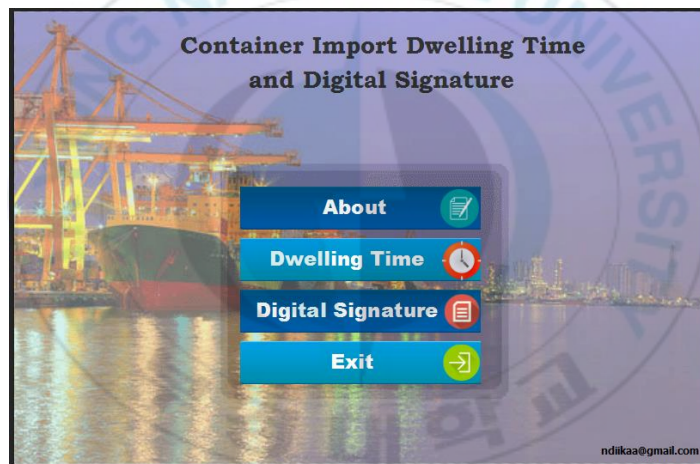 Container Import Dwelling Time
and Digital Signature
About
Dwelling Time
Digital Signature
Exit
ndiikaa@gmail.com